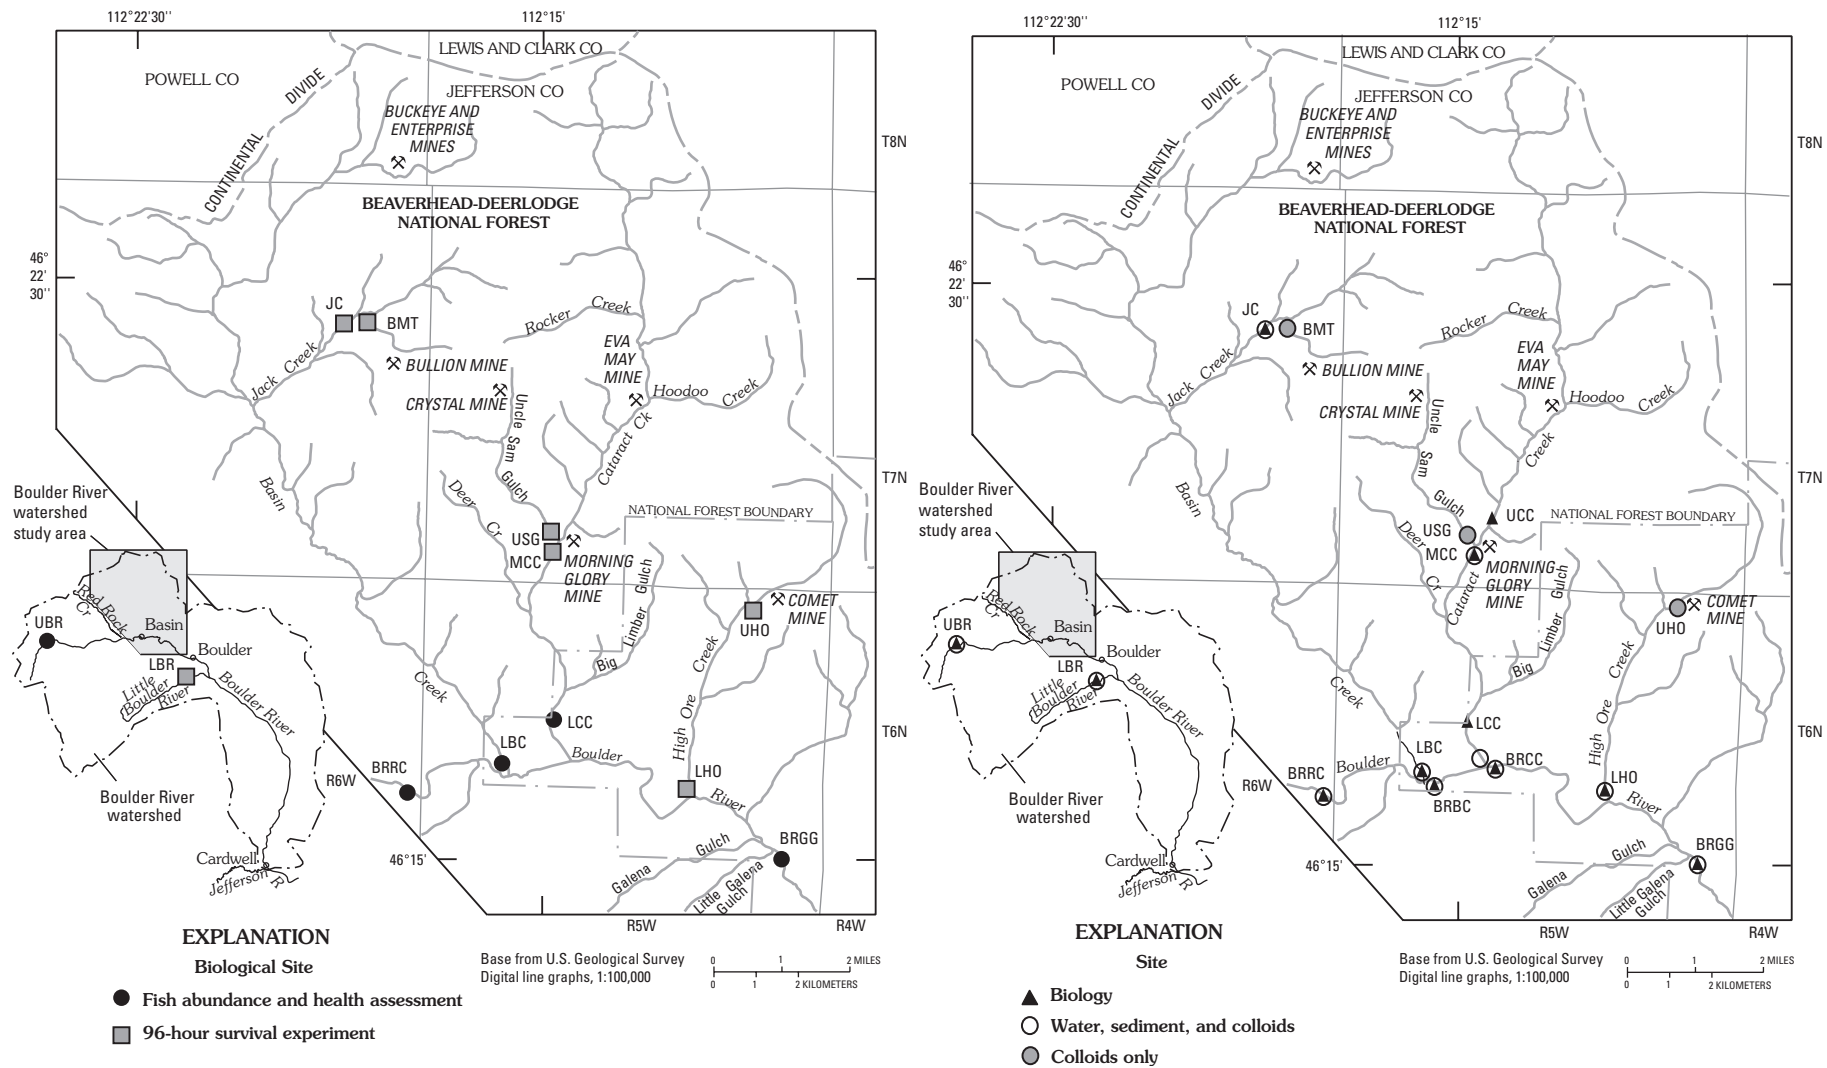 112°22'30''
112°15'
LEWIS AND CLARK CO
POWELL CO
DIVIDE
JEFFERSON CO
BUCKEYE AND
ENTERPRISE
MINES
T8N
CONTINENTAL
BEAVERHEAD-DEERLODGE
NATIONAL FOREST
46°
22'
30''
JC
BMT
Rocker
Creek
EVA
MAY
MINE
Jack Creek
BULLION MINE
CRYSTAL MINE
Hoodoo
Creek
Uncle
Sam
Gulch
Cataract Ck
T7N
Basin
Deer
Cr
Boulder River
watershed
study area
NATIONAL FOREST BOUNDARY
USG
MCC
MORNING
GLORY
MINE
Gulch
Limber
Big
COMET
MINE
UHO
Red Rock
Cr
UBR
Basin
Boulder
LBR
Little
Boulder
River
Boulder River
Creek
Creek
High Ore
LCC
LBC
Boulder
T6N
R6W
BRRC
LHO
River
Boulder River
watershed
BRGG
46°15'
Gulch
Galena
Little Galena
Gulch
Cardwell
Jefferson
R
R5W
R4W
EXPLANATION
Biological Site
Fish abundance and health assessment
96-hour survival experiment
Base from U.S. Geological Survey
Digital line graphs, 1:100,000
0 1 2 MILES
0 1 2 KILOMETERS
112°22'30''
112°15'
LEWIS AND CLARK CO
POWELL CO
DIVIDE
JEFFERSON CO
BUCKEYE AND
ENTERPRISE
MINES
T8N
CONTINENTAL
BEAVERHEAD-DEERLODGE
NATIONAL FOREST
46°
22'
30''
JC
BMT
Rocker
Creek
EVA
MAY
MINE
Jack Creek
BULLION MINE
CRYSTAL MINE
Hoodoo
Creek
Uncle
Sam
Gulch
Creek
T7N
Basin
Deer
Cr
Boulder River
watershed
study area
UCC
NATIONAL FOREST BOUNDARY
USG
MCC
MORNING
GLORY
MINE
Cataract
Gulch
Limber
Big
COMET
MINE
UHO
Red Rock
Cr
UBR
Basin
Boulder
LBR
Little
Boulder
River
Boulder River
Creek
Creek
High Ore
LCC
LBC
BRCC
T6N
R6W
BRRC
Boulder
BRBC
LHO
River
Boulder River
watershed
BRGG
46°15'
Gulch
Galena
Little Galena
Gulch
Cardwell
Jefferson
R
R5W
R4W
EXPLANATION
Site
Biology
Water, sediment, and colloids
Colloids only
Base from U.S. Geological Survey
Digital line graphs, 1:100,000
0 1 2 MILES
0 1 2 KILOMETERS